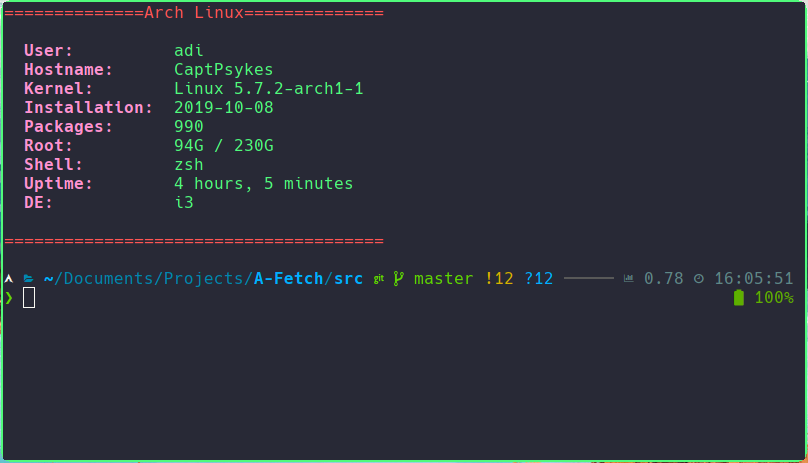 ==============Arch Linux==============
User: adi
Hostname: CaptPsykes
Kernel: Linux 5.7.2-arch1-1
Installation: 2019-10-08
Packages: 990
Root: 94G / 230G
Shell: zsh
Uptime: 4 hours, 5 minutes
DE: i3
======================================
~/Documents/Projects/A-Fetch/src git master !12 ?12 ────── 0.78 16:05:51
❯ 100%